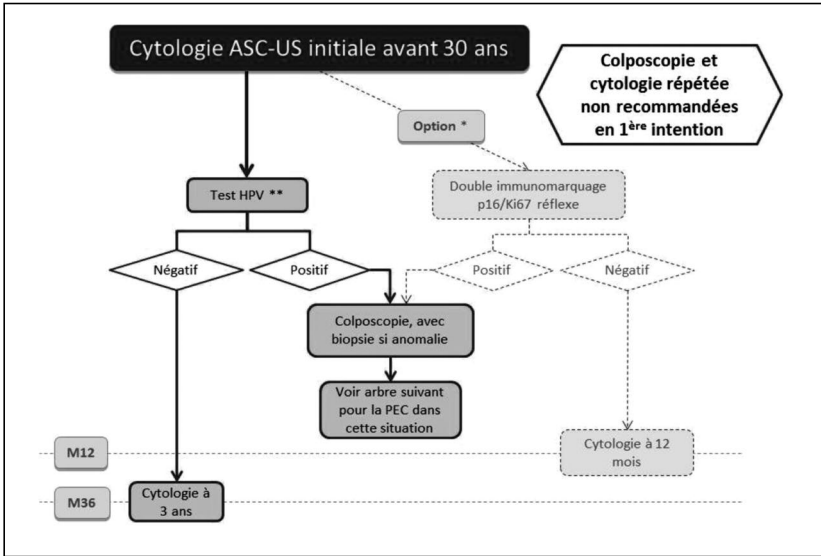 Cytologie ASC-US initiale avant 30 ans
Colposcopie et
cytologie répétée
non recommandées
en 1ère intention
Option *
Test HPV **
Double immunomarquage
p16/Ki67 réflexe
Négatif
Positif
Positif
Négatif
Colposcopie, avec
biopsie si anomalie
Voir arbre suivant
pour la PEC dans
cette situation
M12
Cytologie à 12
mois
M36
Cytologie à
3 ans